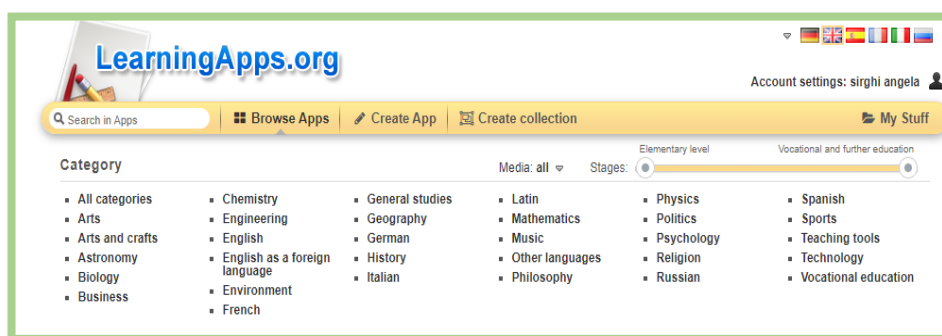 LearningApps.org
Account settings: sirghi angela
Search in Apps
Browse Apps
Create App
Create collection
My Stuff
Category
Media: all
Stages:
Elementary level
Vocational and further education
All categories
Arts
Arts and crafts
Astronomy
Biology
Business
Chemistry
Engineering
English
English as a foreign
language
Environment
French
General studies
Geography
German
History
Italian
Latin
Mathematics
Music
Other languages
Philosophy
Physics
Politics
Psychology
Religion
Russian
Spanish
Sports
Teaching tools
Technology
Vocational education